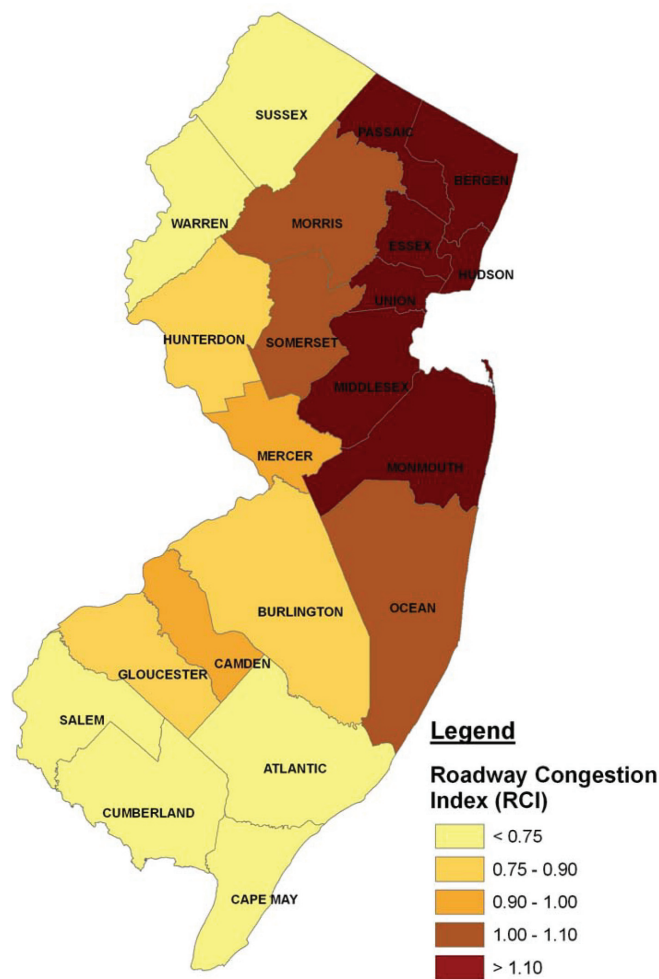 SUSSEX
PASSAIC
BERGEN
WARREN
MORRIS
ESSEX
HUDSON
UNION
HUNTERDON
SOMERSET
MIDDLESEX
MERCER
MONMOUTH
BURLINGTON
OCEAN
CAMDEN
GLOUCESTER
SALEM
ATLANTIC
CUMBERLAND
CAPE MAY
Legend
Roadway Congestion
Index (RCI)
< 0.75
0.75 - 0.90
0.90 - 1.00
1.00 - 1.10
> 1.10